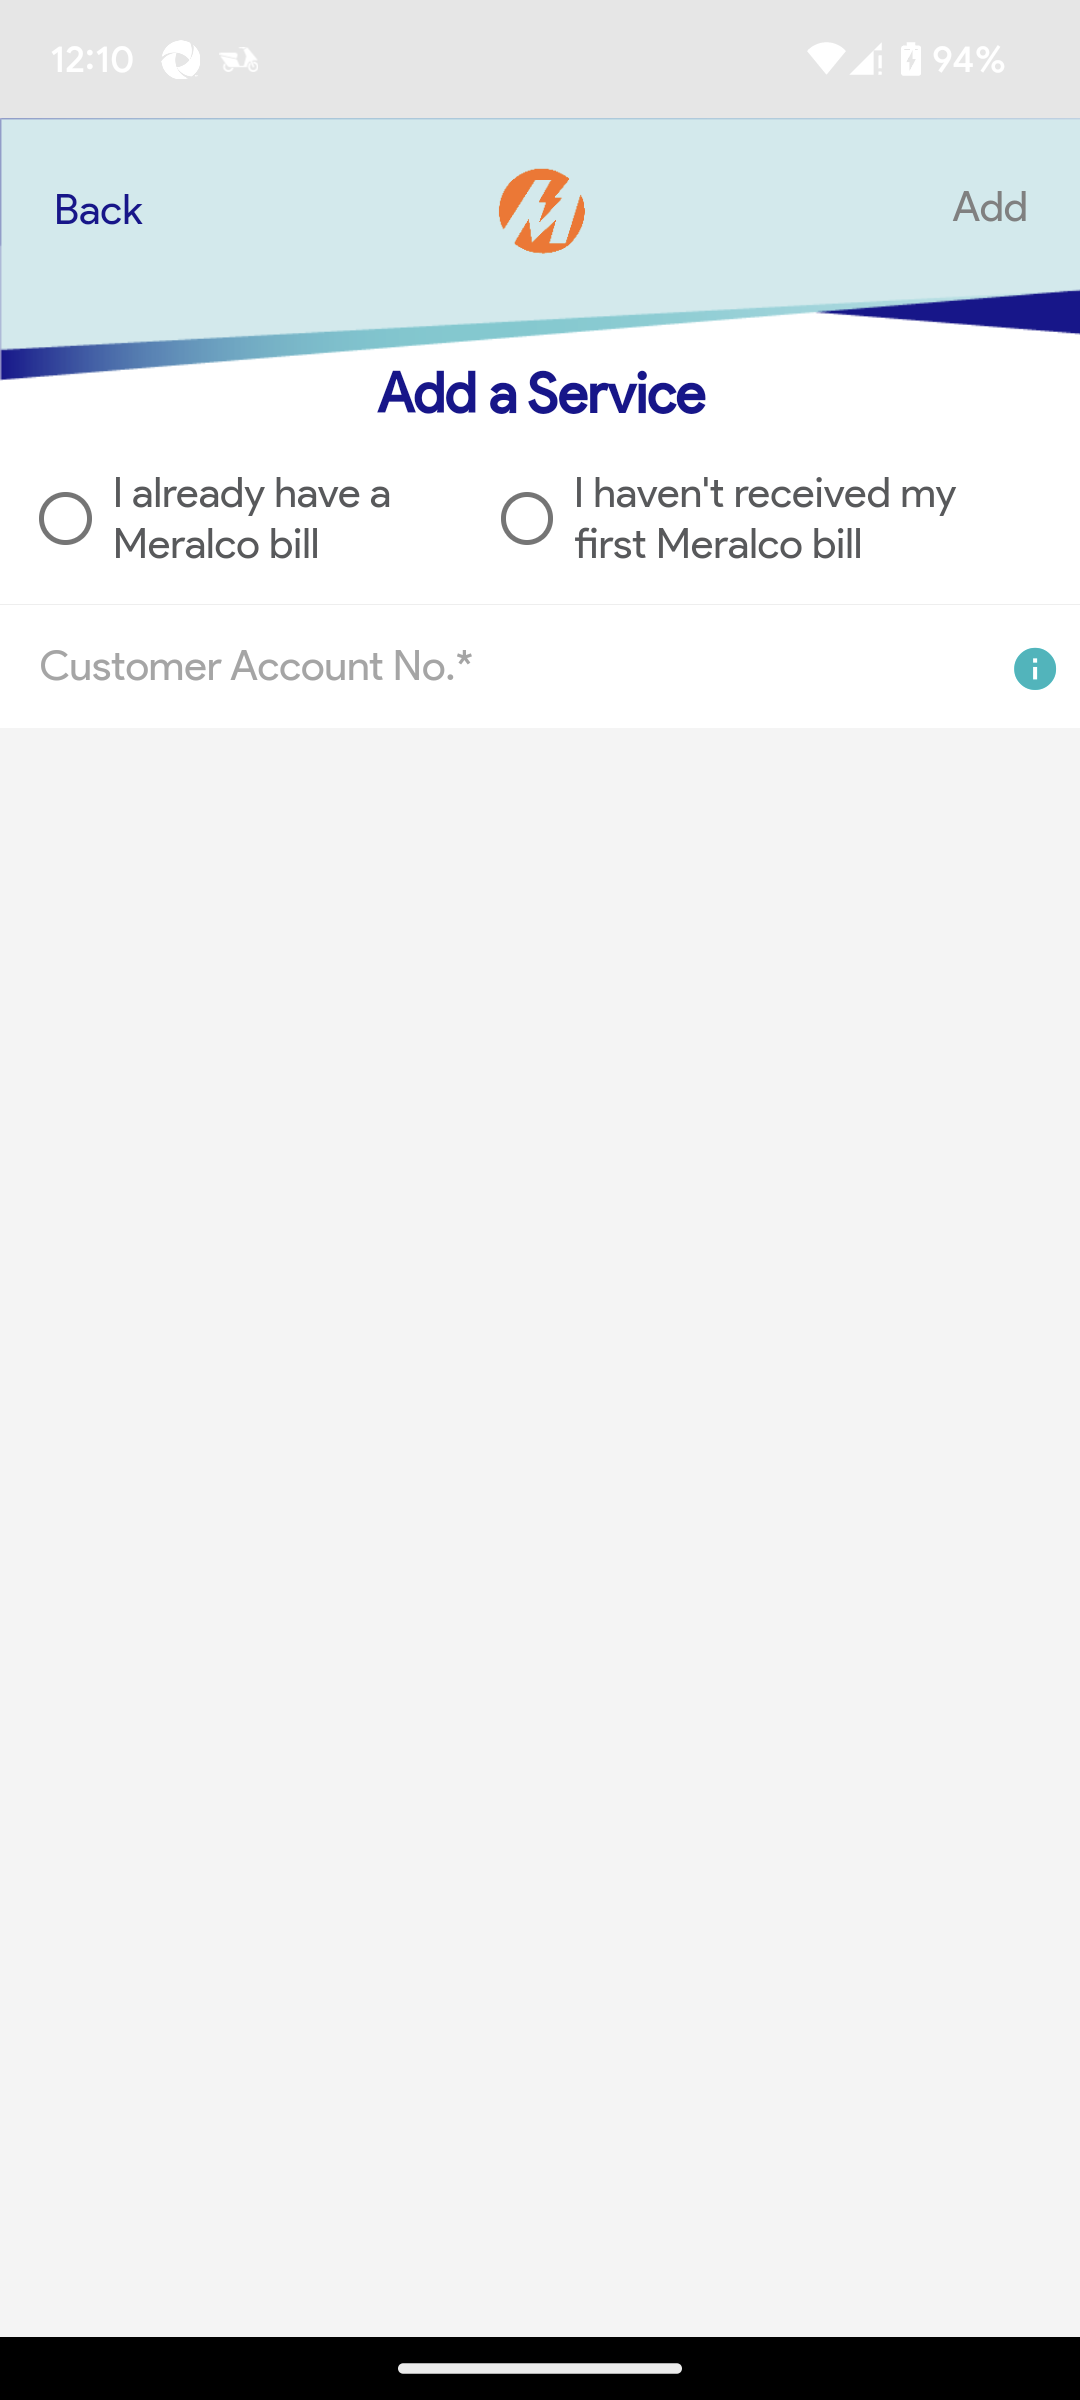 12:10
94%
Back
Add
Add a Service
I already have a
Meralco bill
I haven't received my
first Meralco bill
Customer Account No.*